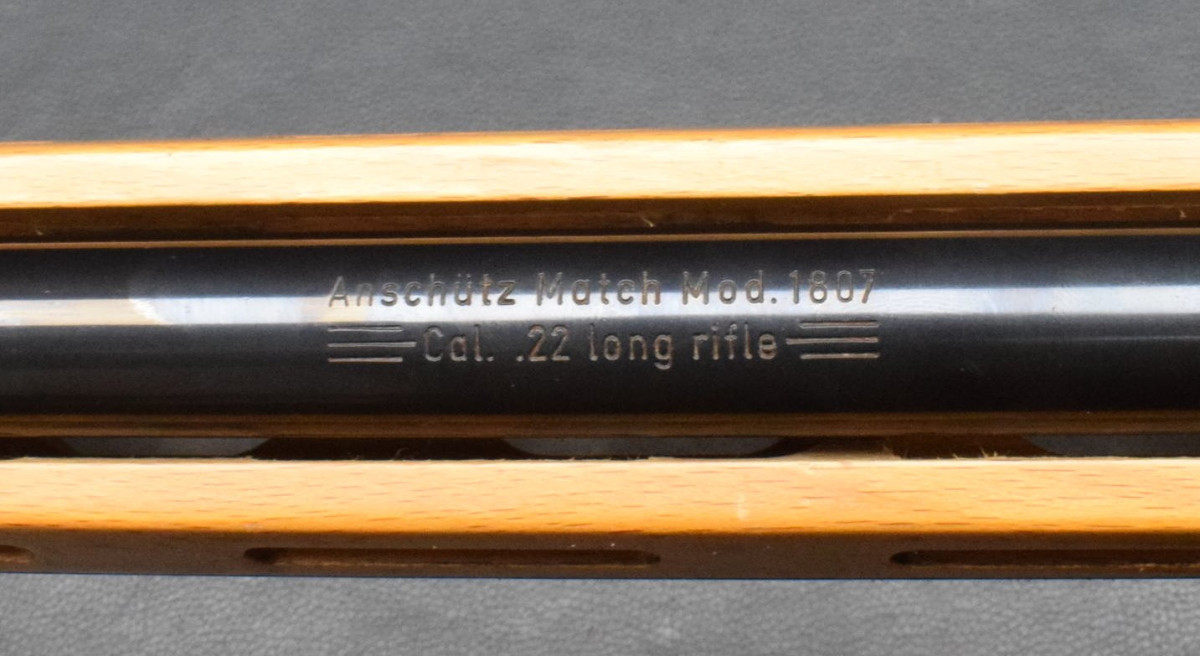 Anschütz Match Mod. 1807
Cal. .22 long rifle